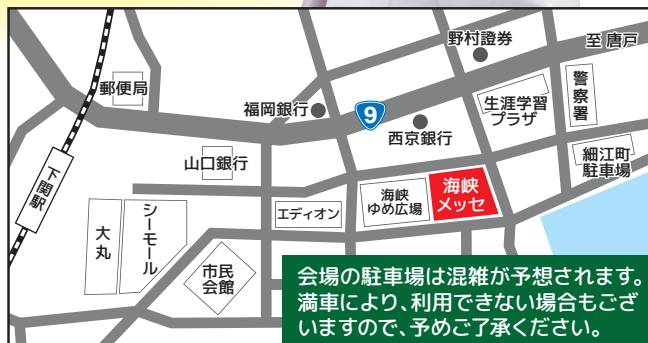 野村證券
至 唐戸
郵便局
福岡銀行
9
西京銀行
生涯学習
プラザ
警察署
山口銀行
細江町
駐車場
下関駅
大丸
シーモール
エディオン
海峡
ゆめ広場
海峡
メッセ
市民
会館
会場の駐車場は混雑が予想されます。
満車により、利用できない場合もござ
いますので、予めご了承ください。